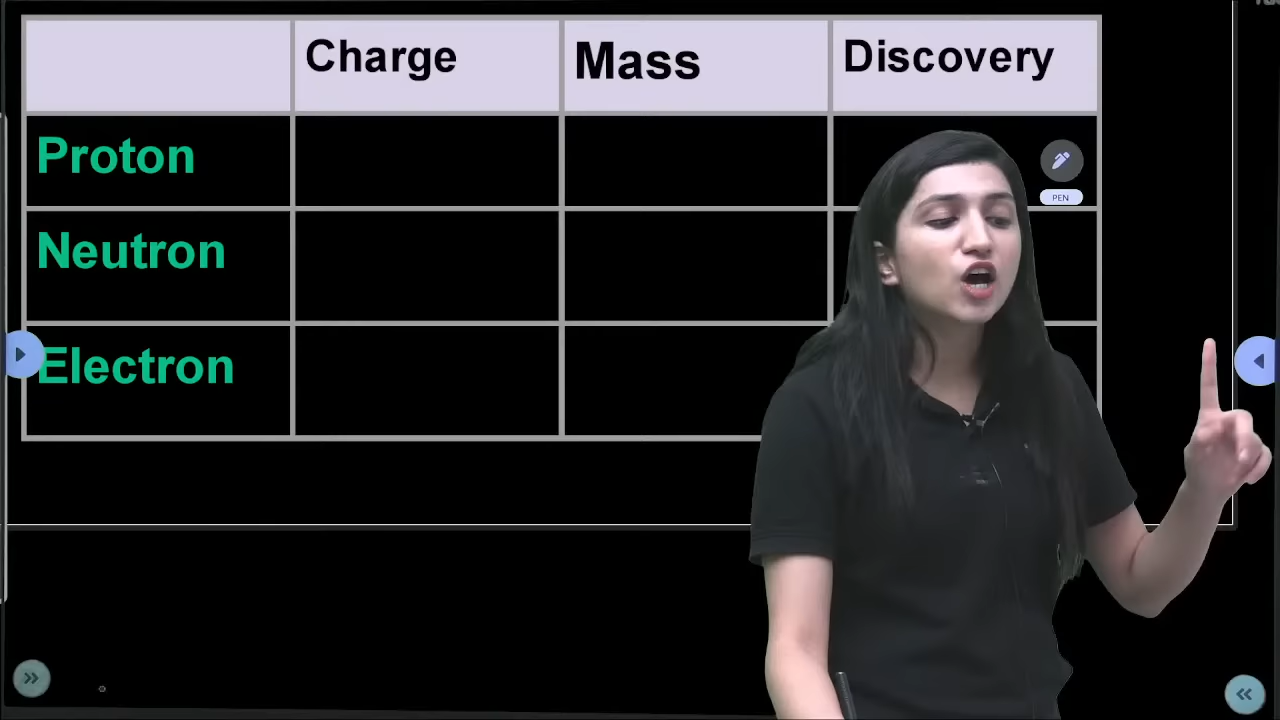 Charge Mass Discovery
Proton
PEN
Neutron
Electron